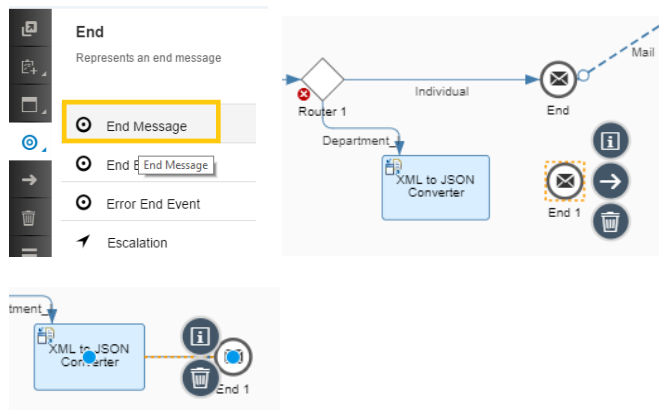 End
Represents an end message
End Message
End E
End Message
Error End Event
Escalation
Mail
Individual
End
Router 1
Department_
XML to JSON
Converter
End 1
tment_
XML to JSON
Converter
End 1